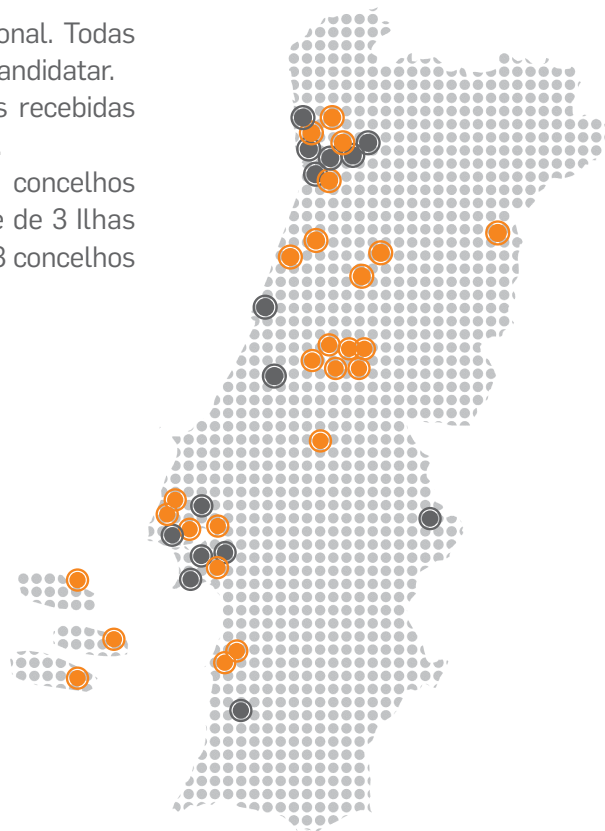 onal. Todas
andidatar.
s recebidas
concelhos
e de 3 Ilhas
3 concelhos